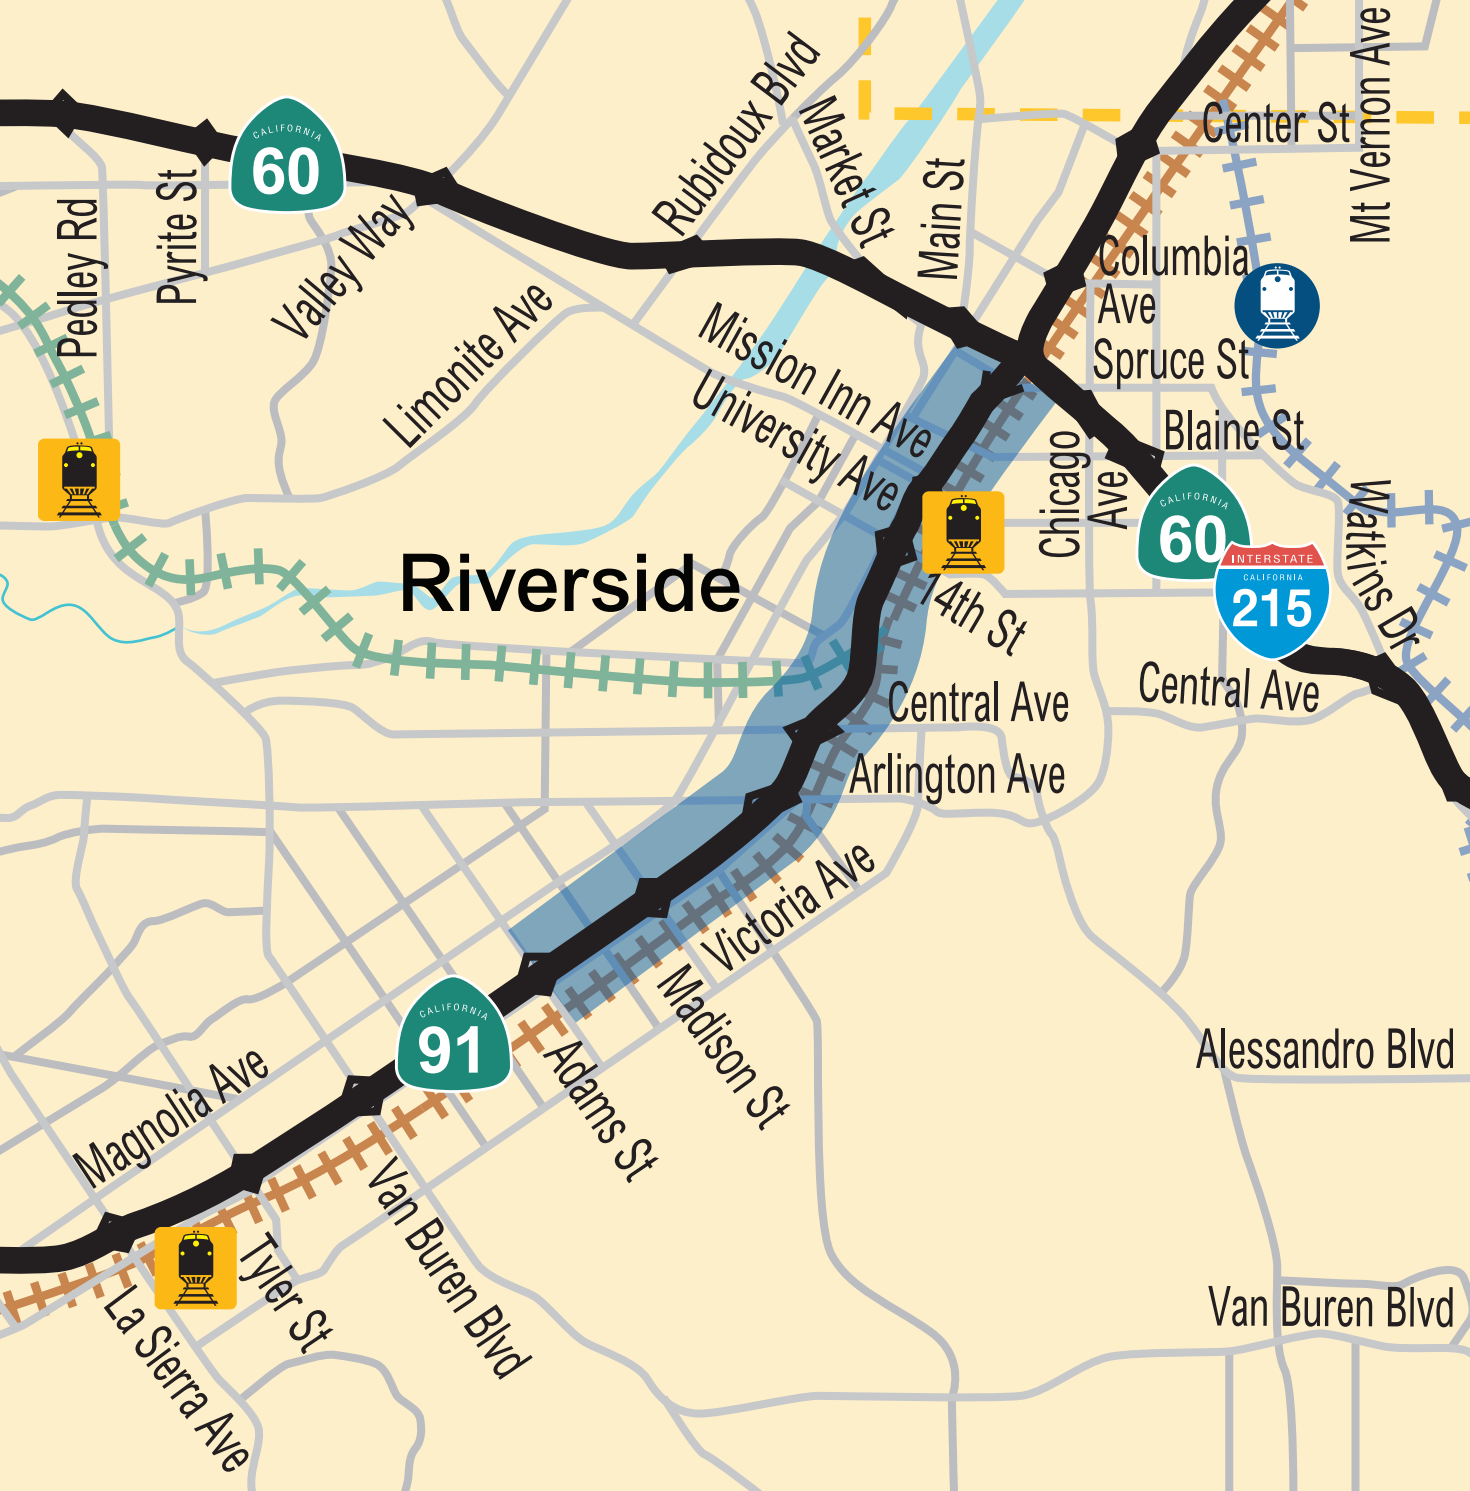 Mt Vernon Ave
Center St
Rubidoux Blvd
Market St
Main St
CALIFORNIA
60
Pedley Rd
Pyrite St
Valley Way
Limonite Ave
Columbia
Ave
Spruce St
Mission Inn Ave
University Ave
Blaine St
Chicago
Ave
Watkins Dr
CALIFORNIA
60
INTERSTATE
CALIFORNIA
215
Riverside
14th St
Central Ave
Central Ave
Arlington Ave
Victoria Ave
Madison St
CALIFORNIA
91
Adams St
Alessandro Blvd
Magnolia Ave
Van Buren Blvd
Tyler St
La Sierra Ave
Van Buren Blvd